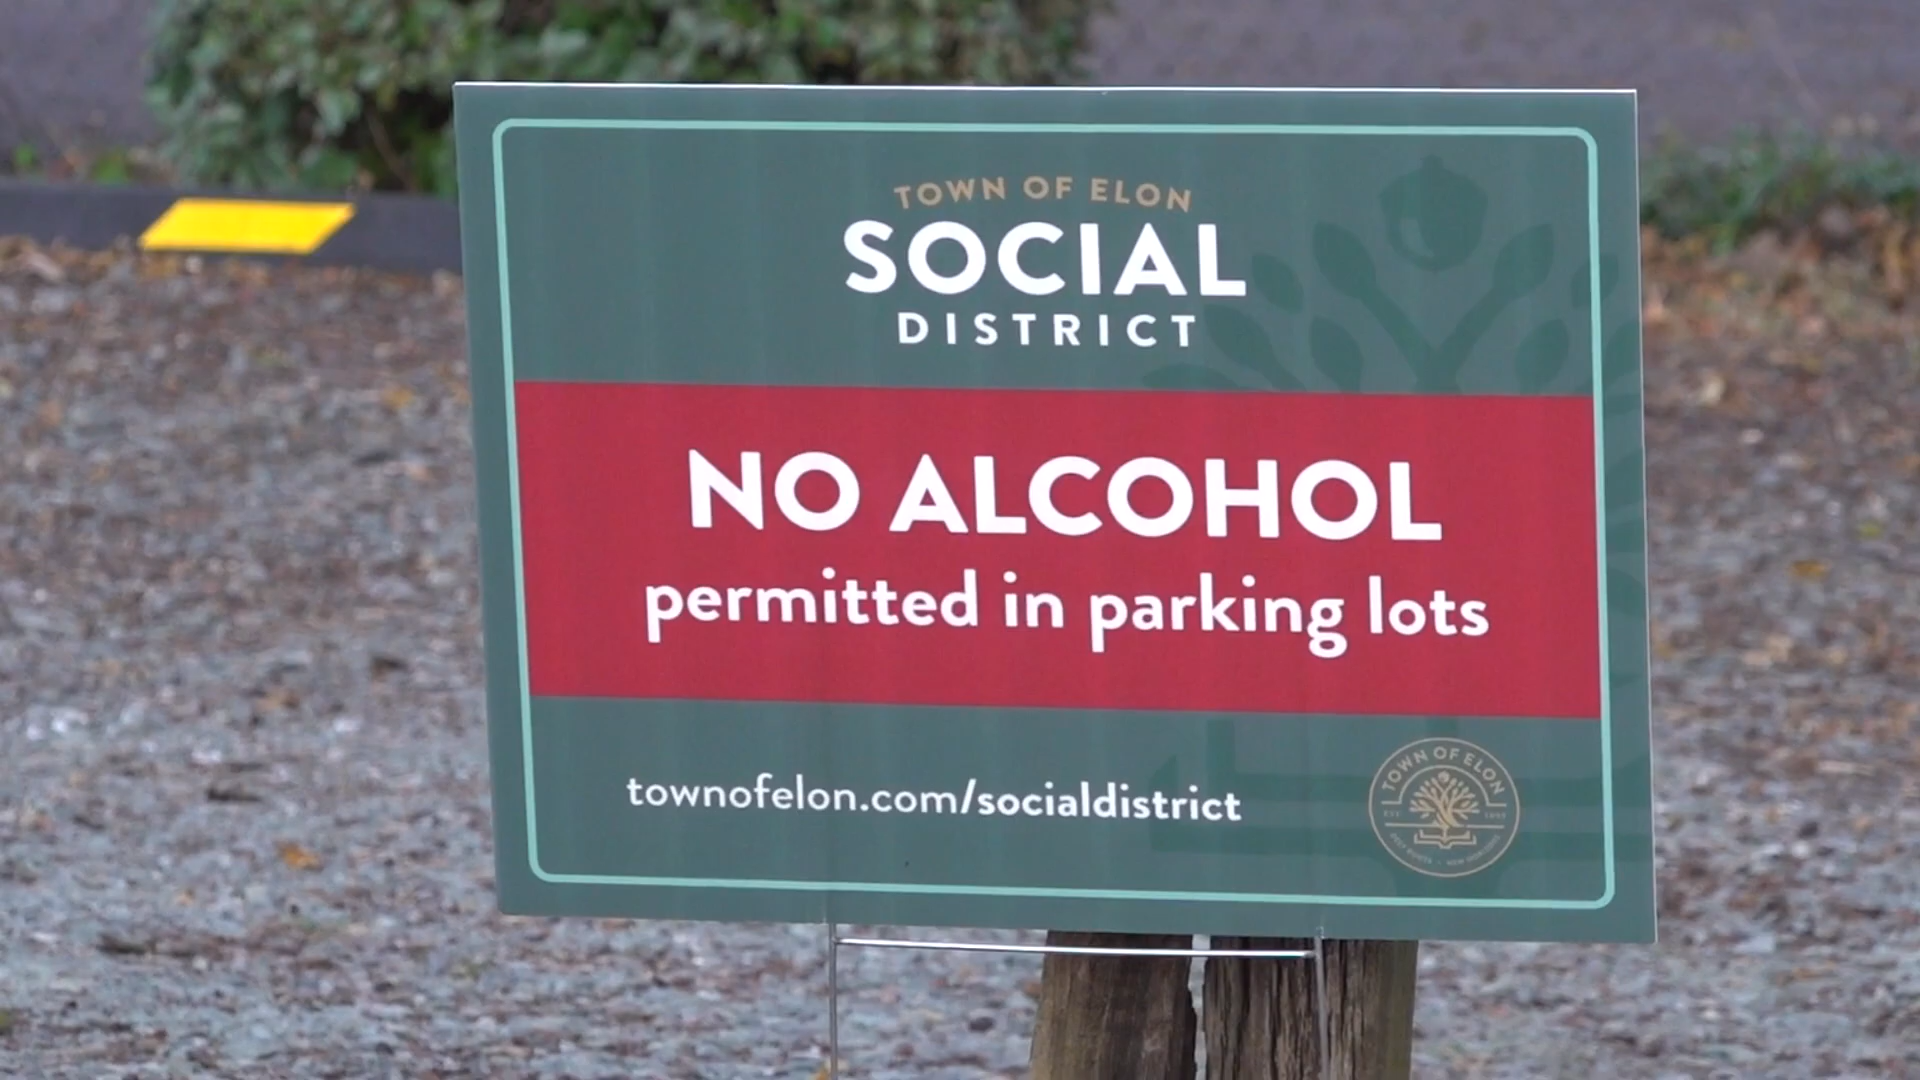 TOWN OF ELON
SOCIAL
DISTRICT
NO ALCOHOL
permitted in parking lots
townofelon.com/socialdistrict
TOWN OF ELON